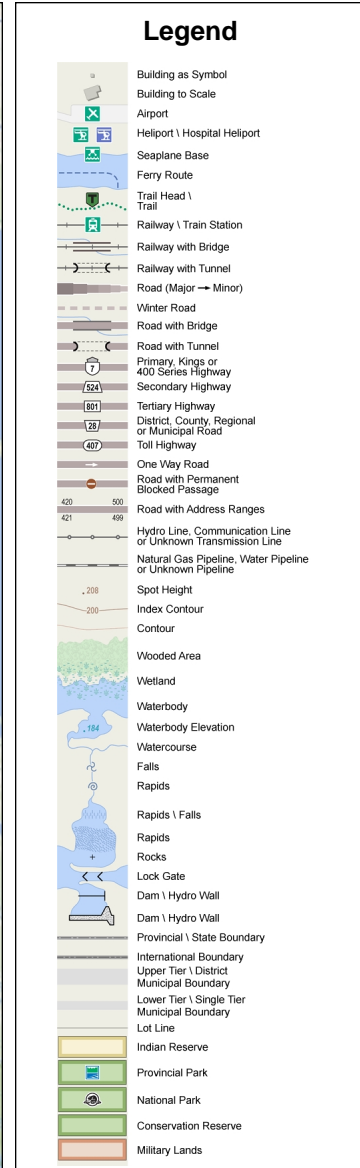 Legend
Building as Symbol
Building to Scale
Airport
Heliport \ Hospital Heliport
Seaplane Base
Ferry Route
Trail Head \
Trail
Railway \ Train Station
Railway with Bridge
Railway with Tunnel
Road (Major → Minor)
Winter Road
Road with Bridge
Road with Tunnel
7
Primary, Kings or
400 Series Highway
524 Secondary Highway
801 Tertiary Highway
28
District, County, Regional
or Municipal Road
407 Toll Highway
One Way Road
Road with Permanent
Blocked Passage
420 500
Road with Address Ranges
421 499
Hydro Line, Communication Line
or Unknown Transmission Line
Natural Gas Pipeline, Water Pipeline
or Unknown Pipeline
.208 Spot Height
200 Index Contour
Contour
Wooded Area
Wetland
Waterbody
.184 Waterbody Elevation
Watercourse
Falls
Rapids
Rapids \ Falls
Rapids
Rocks
Lock Gate
Dam \ Hydro Wall
Dam \ Hydro Wall
Provincial \ State Boundary
International Boundary
Upper Tier \ District
Municipal Boundary
Lower Tier \ Single Tier
Municipal Boundary
Lot Line
Indian Reserve
Provincial Park
National Park
Conservation Reserve
Military Lands